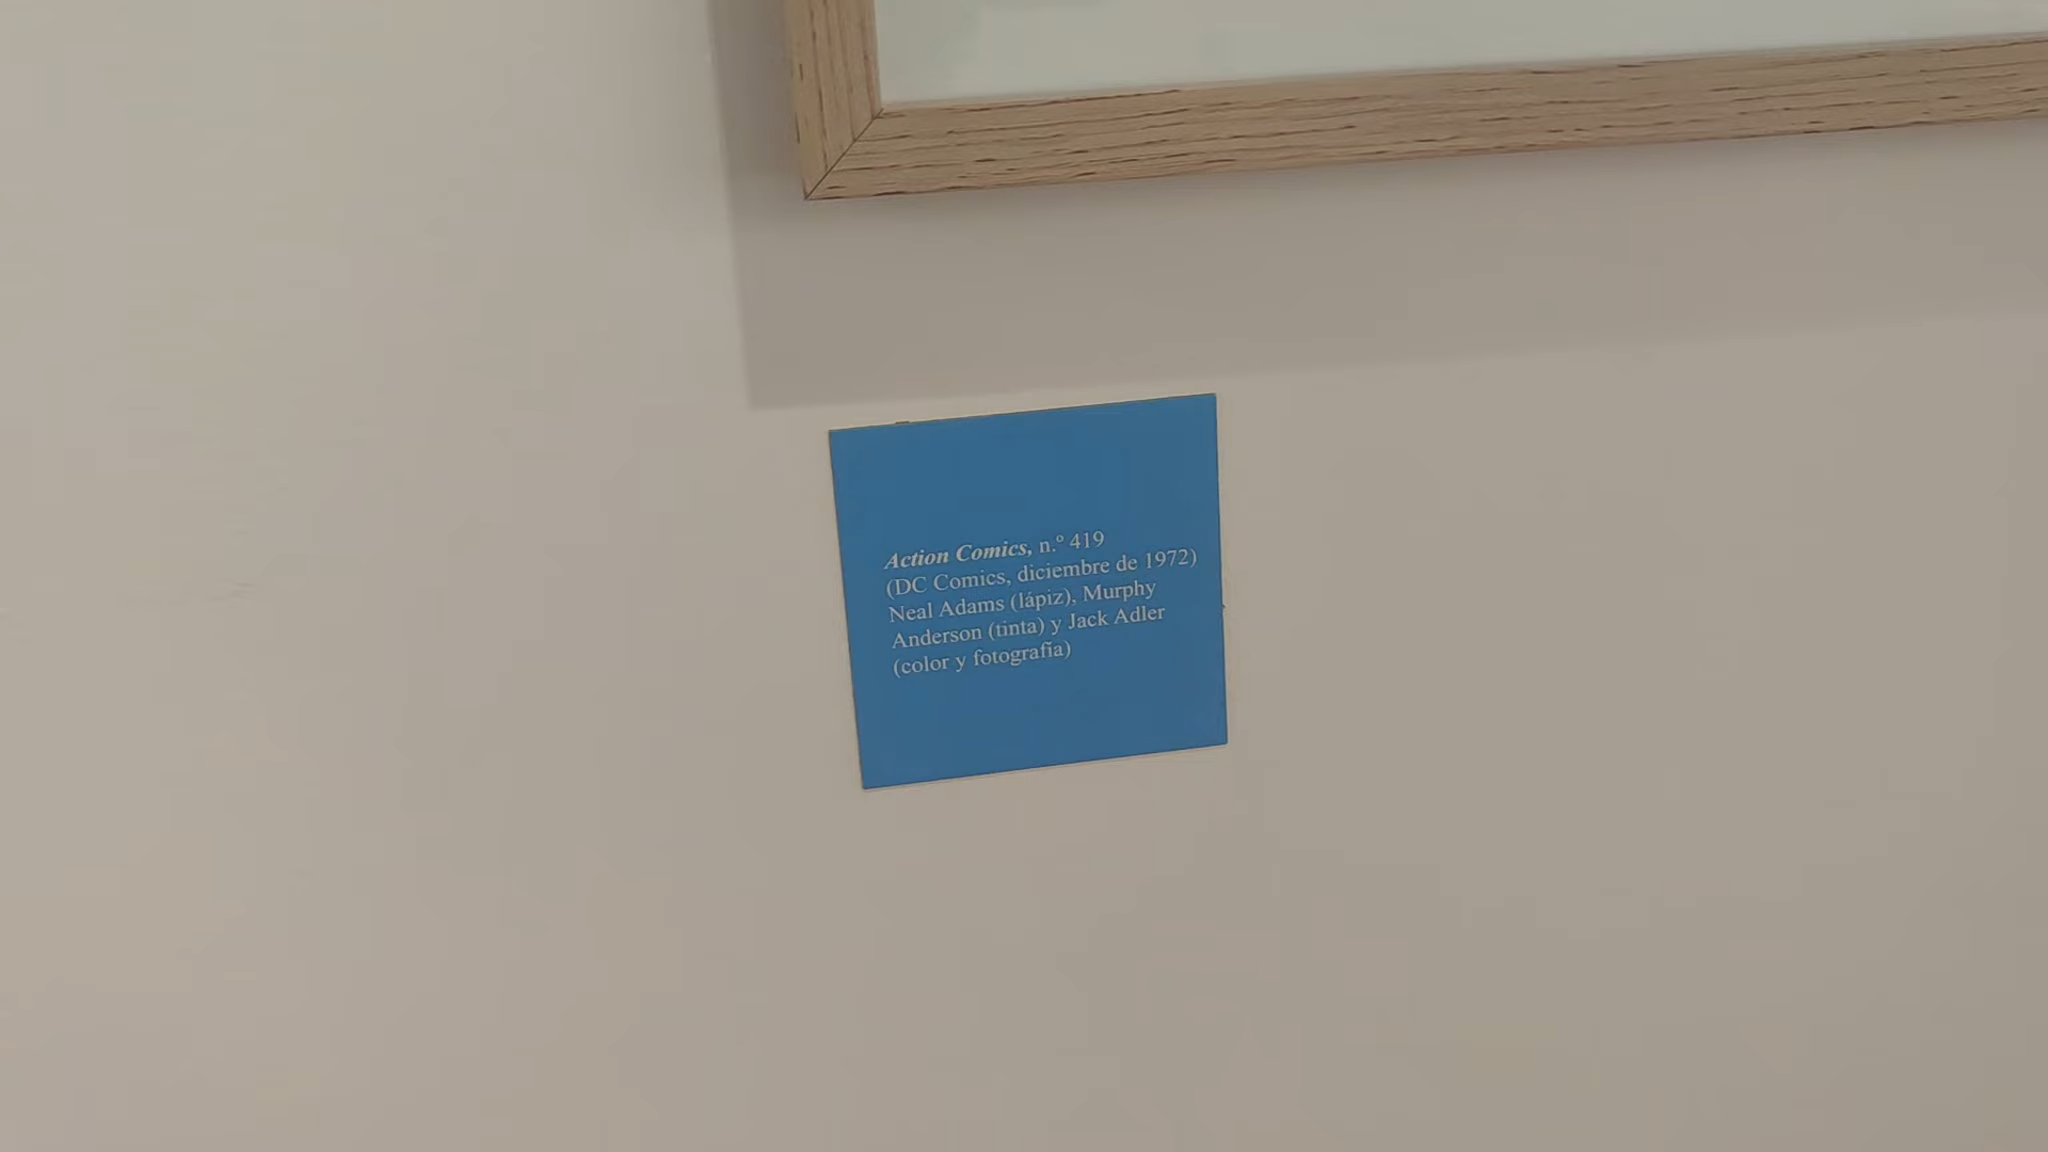 Action Comics, n.º 419
(DC Comics, diciembre de 1972)
Neal Adams (lápiz), Murphy
Anderson (tinta) y Jack Adler
(color y fotografía)